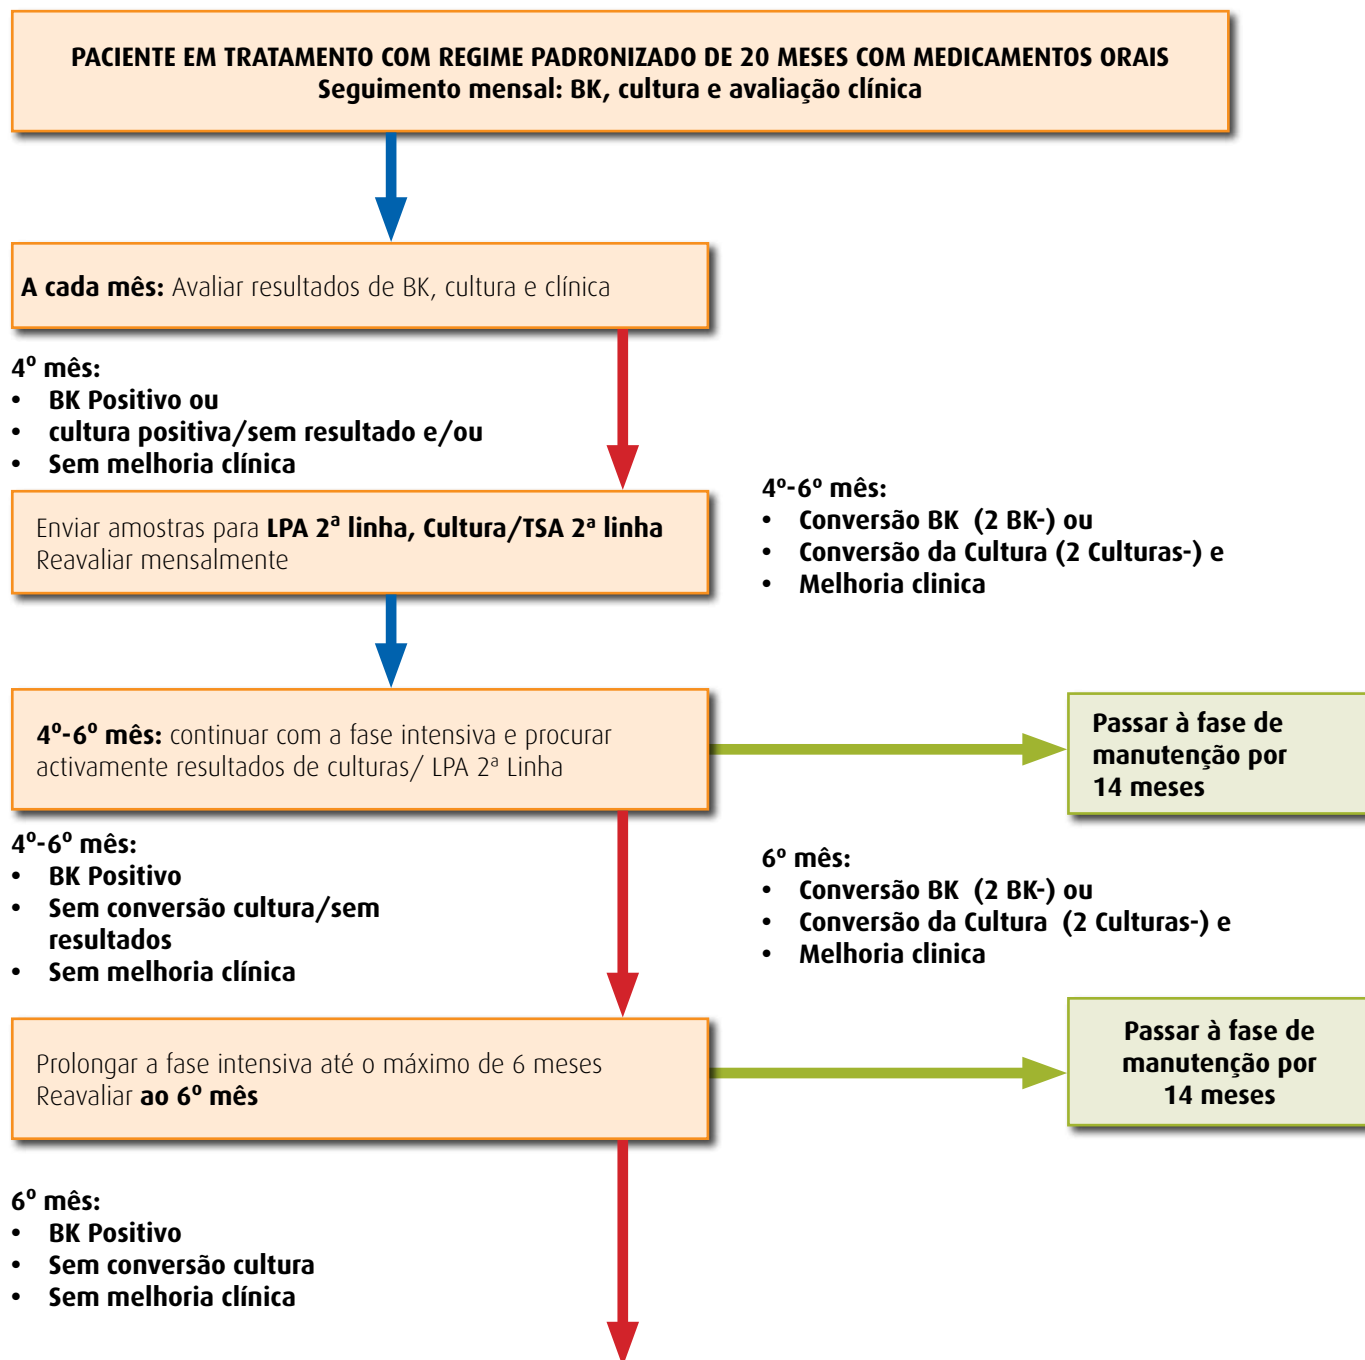 PACIENTE EM TRATAMENTO COM REGIME PADRONIZADO DE 20 MESES COM MEDICAMENTOS ORAIS
Seguimento mensal: BK, cultura e avaliação clínica
A cada mês: Avaliar resultados de BK, cultura e clínica
4º mês:
• BK Positivo ou
• cultura positiva/sem resultado e/ou
• Sem melhoria clínica
Enviar amostras para LPA 2ª linha, Cultura/TSA 2ª linha
Reavaliar mensalmente
4º-6º mês:
• Conversão BK (2 BK-) ou
• Conversão da Cultura (2 Culturas-) e
• Melhoria clinica
4º-6º mês: continuar com a fase intensiva e procurar
activamente resultados de culturas/ LPA 2ª Linha
Passar à fase de
manutenção por
14 meses
4º-6º mês:
• BK Positivo
• Sem conversão cultura/sem
resultados
• Sem melhoria clínica
6º mês:
• Conversão BK (2 BK-) ou
• Conversão da Cultura (2 Culturas-) e
• Melhoria clinica
Prolongar a fase intensiva até o máximo de 6 meses
Reavaliar ao 6º mês
Passar à fase de
manutenção por
14 meses
6º mês:
• BK Positivo
• Sem conversão cultura
• Sem melhoria clínica